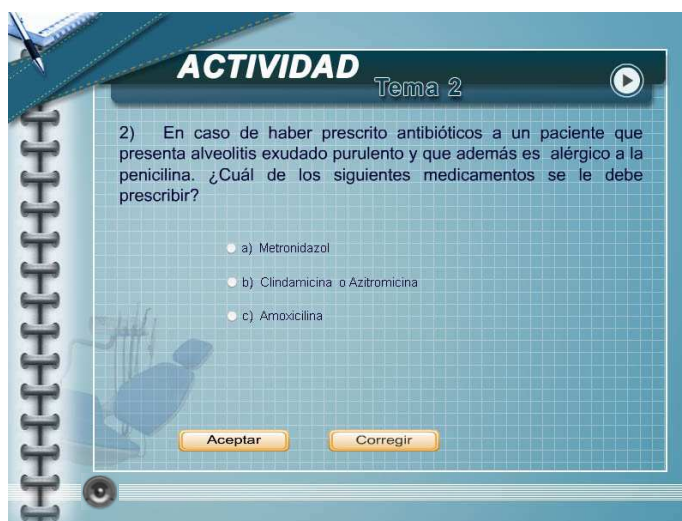 ACTIVIDAD
Tema 2
2) En caso de haber prescrito antibióticos a un paciente que
presenta alveolitis exudado purulento y que además es alérgico a la
penicilina. ¿Cuál de los siguientes medicamentos se le debe
prescribir?
a) Metronidazol
b) Clindamicina o Azitromicina
c) Amoxicilina
Aceptar
Corregir